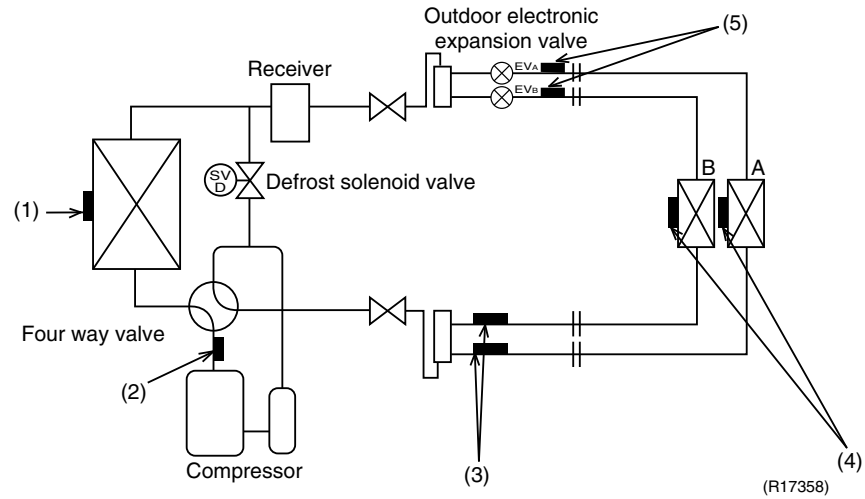 Outdoor electronic
expansion valve
(5)
Receiver
EVA
EVB
SV
D
Defrost solenoid valve
B
A
(1)
Four way valve
(2)
Compressor
(3)
(4)
(R17358)